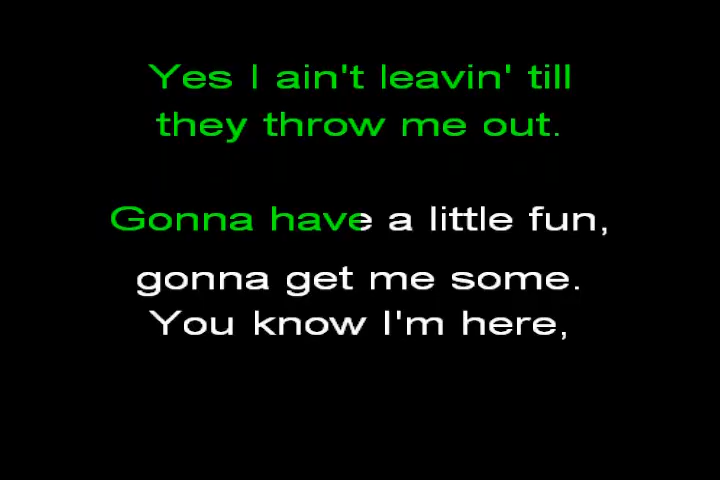 Yes I ain't leavin' till
they throw me out.
Gonna have a little fun,
gonna get me some.
You know I'm here,